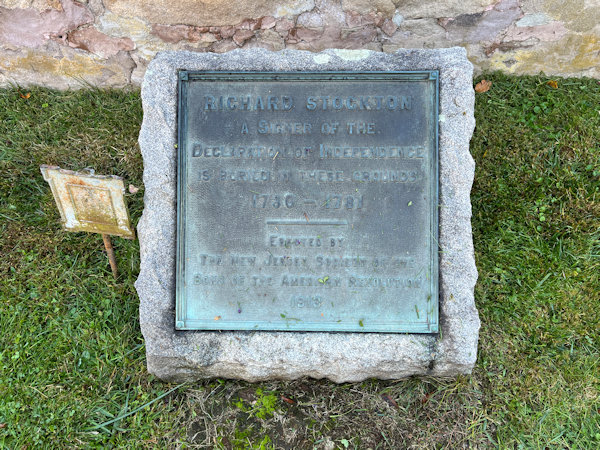 RICHARD STOCKTON
A SIGNER OF THE
DECLARATION OF INDEPENDENCE
IS BURIED IN THESE GROUNDS
1730 – 1781
ERECTED BY
THE NEW JERSEY SOCIETY OF THE
SONS OF THE AMERICAN REVOLUTION
1913